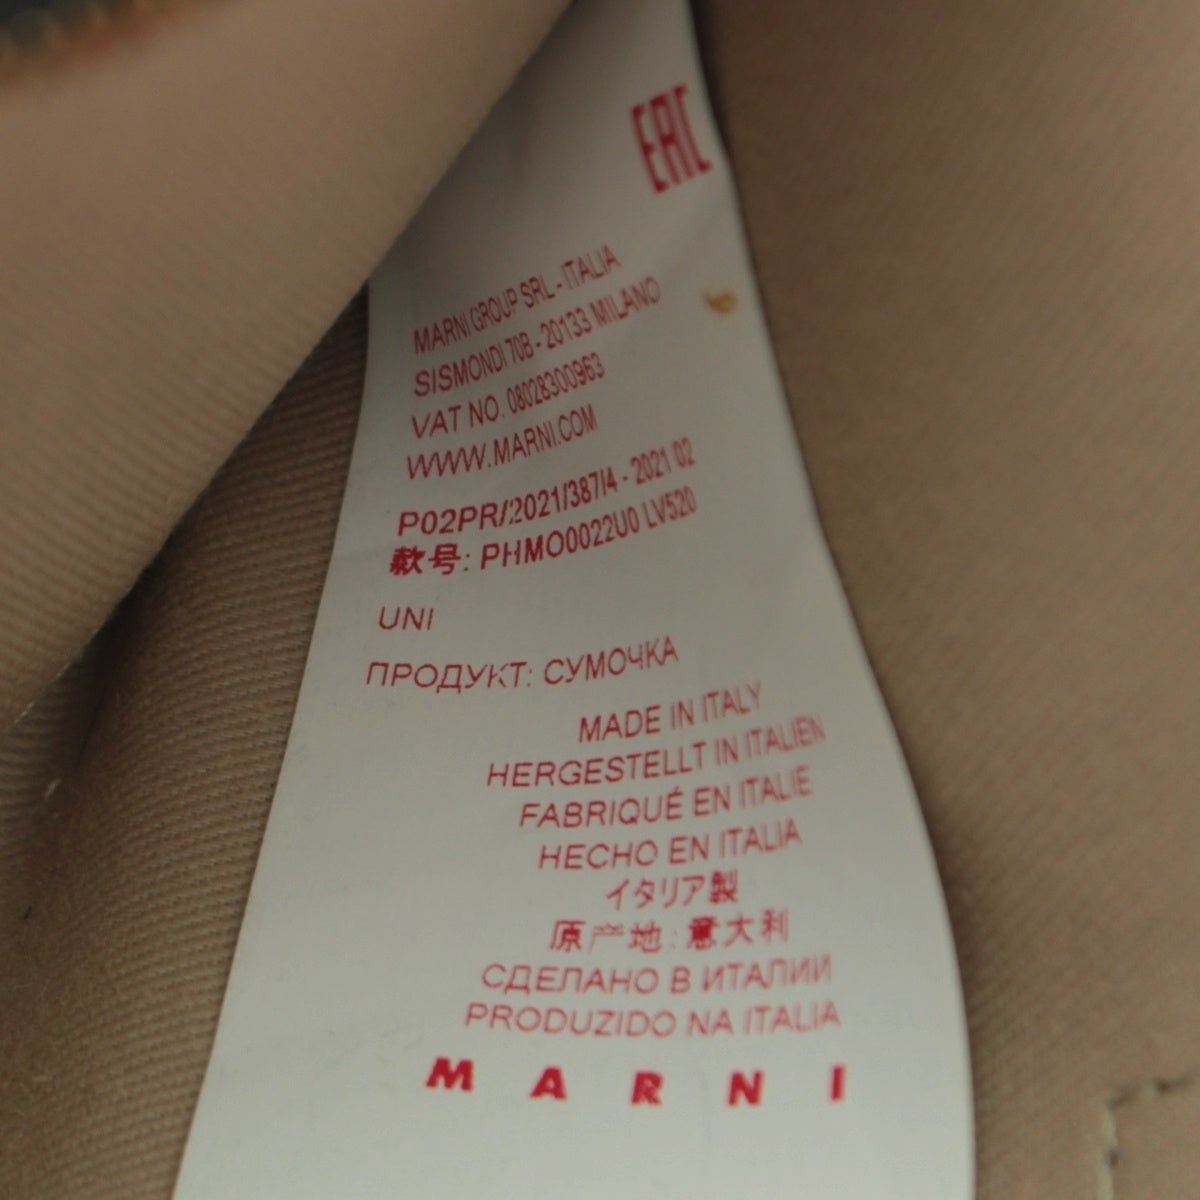 EAC
MARNI GROUP SRL - ITALIA
SISMONDI 70B - 20133 MILANO
VAT NO. 08028300963
WWW.MARNI.COM
P02PR/2021/387/4 - 2021 02
款号: PHMO0022U0 LV520
UNI
ПРОДУКТ: СУМОЧКА
MADE IN ITALY
HERGESTELLT IN ITALIEN
FABRIQUÉ EN ITALIE
HECHO EN ITALIA
イタリア製
原产地: 意大利
СДЕЛАНО В ИТАЛИИ
PRODUZIDO NA ITALIA
MARNI